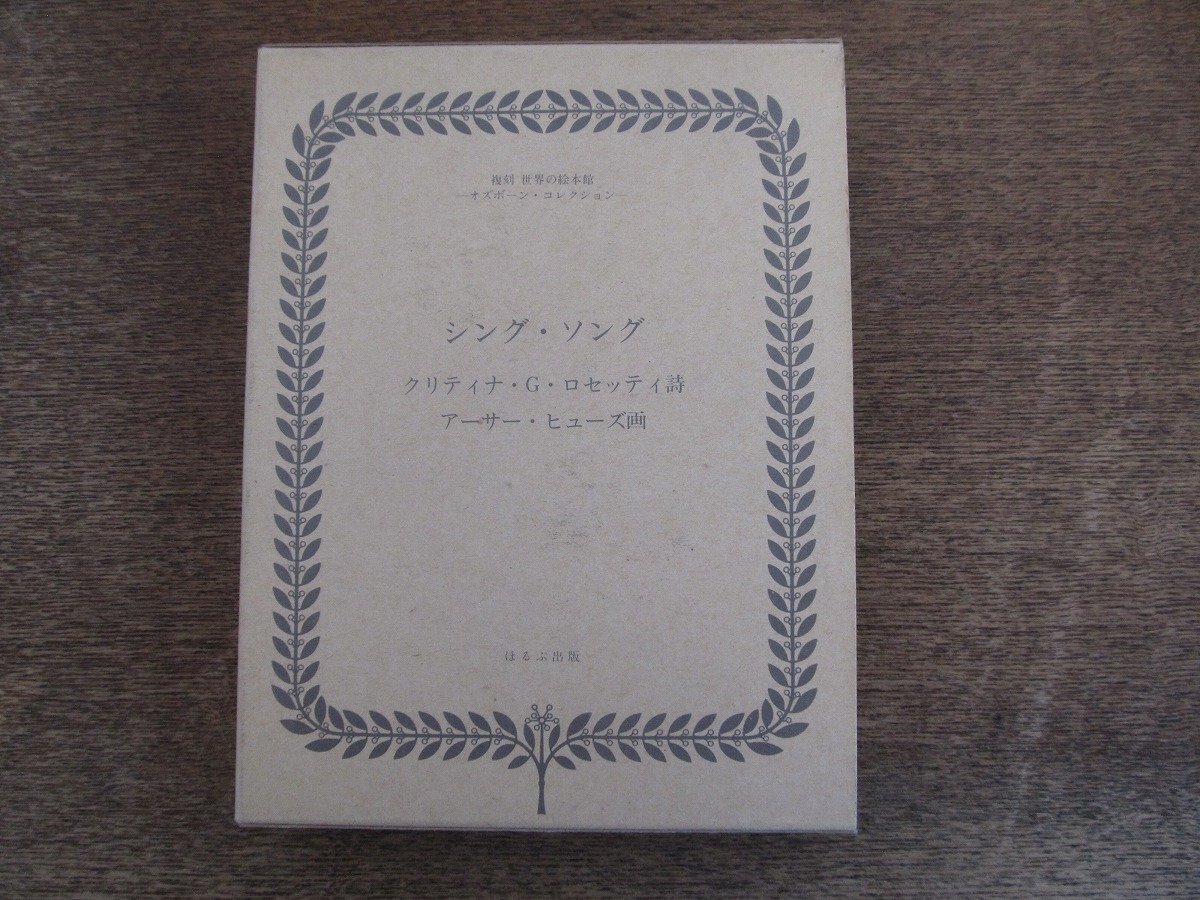 複刻 世界の絵本館
―オズボーン・コレクション―
シング・ソング
クリティナ・G・ロセッティ詩
アーサー・ヒューズ画
ほるぷ出版